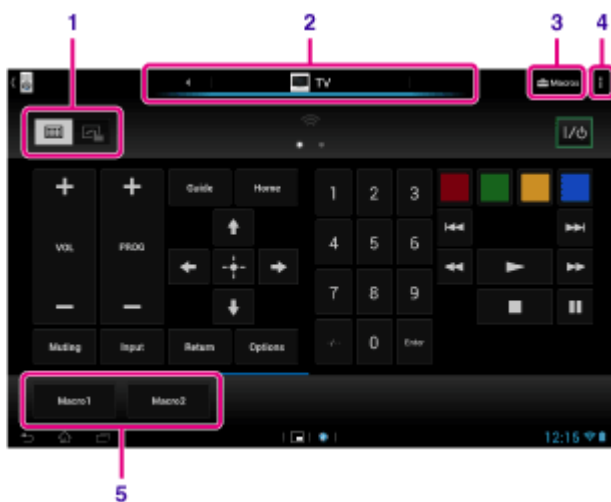 1 2 3 4
TV
Macros
I/⏻
+ + Guide Home 1 2 3
VOL PROG 4 5 6
− − 7 8 9
Muting Input Return Options -/-- 0 Enter
Macro1 Macro2
12:15
5